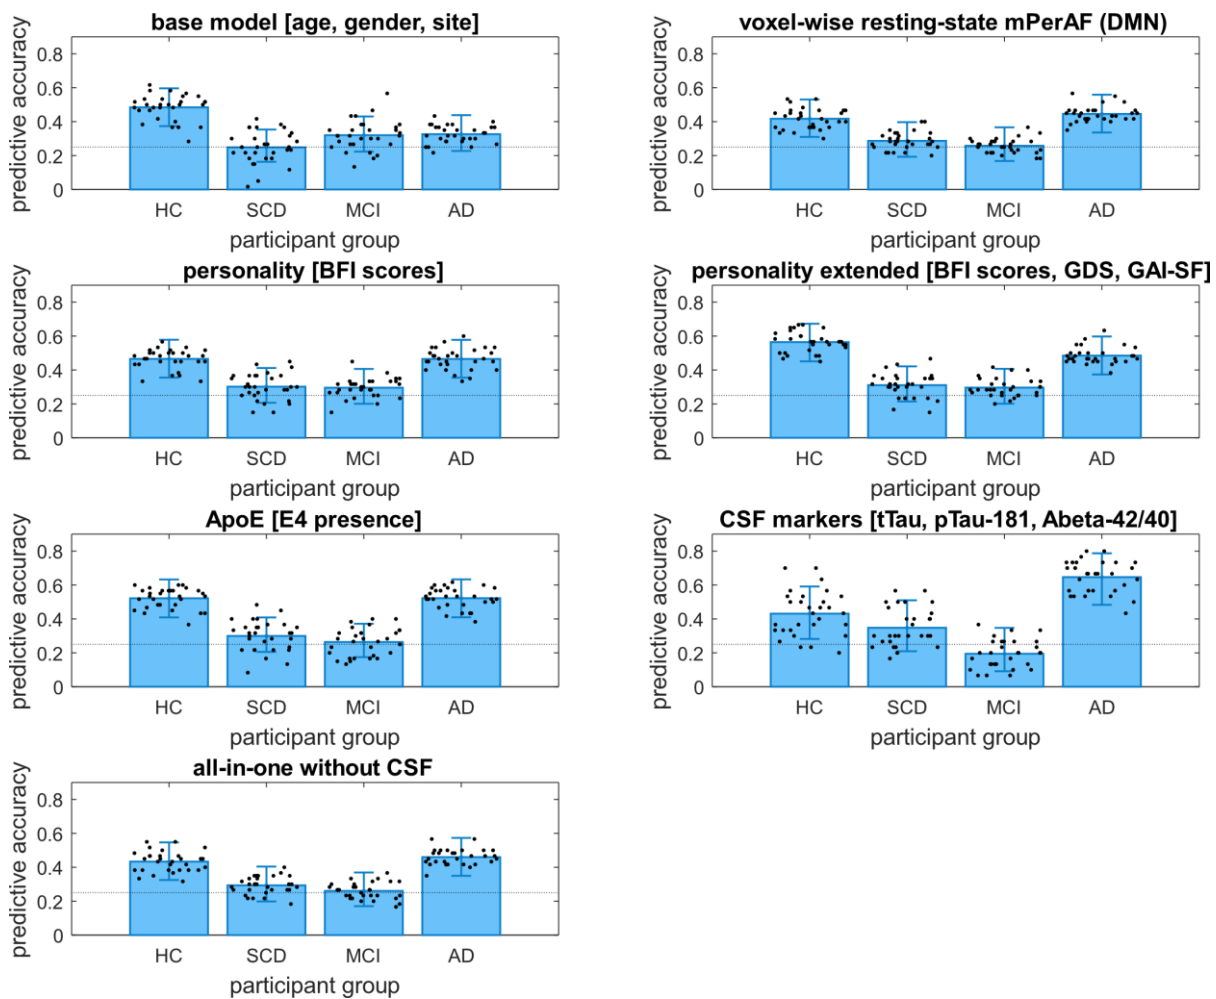 base model [age, gender, site]
predictive accuracy
0.8
0.6
0.4
0.2
0
HC SCD MCI AD
participant group
voxel-wise resting-state mPerAF (DMN)
predictive accuracy
0.8
0.6
0.4
0.2
0
HC SCD MCI AD
participant group
personality [BFI scores]
predictive accuracy
0.8
0.6
0.4
0.2
0
HC SCD MCI AD
participant group
personality extended [BFI scores, GDS, GAI-SF]
predictive accuracy
0.8
0.6
0.4
0.2
0
HC SCD MCI AD
participant group
ApoE [E4 presence]
predictive accuracy
0.8
0.6
0.4
0.2
0
HC SCD MCI AD
participant group
CSF markers [tTau, pTau-181, Abeta-42/40]
predictive accuracy
0.8
0.6
0.4
0.2
0
HC SCD MCI AD
participant group
all-in-one without CSF
predictive accuracy
0.8
0.6
0.4
0.2
0
HC SCD MCI AD
participant group